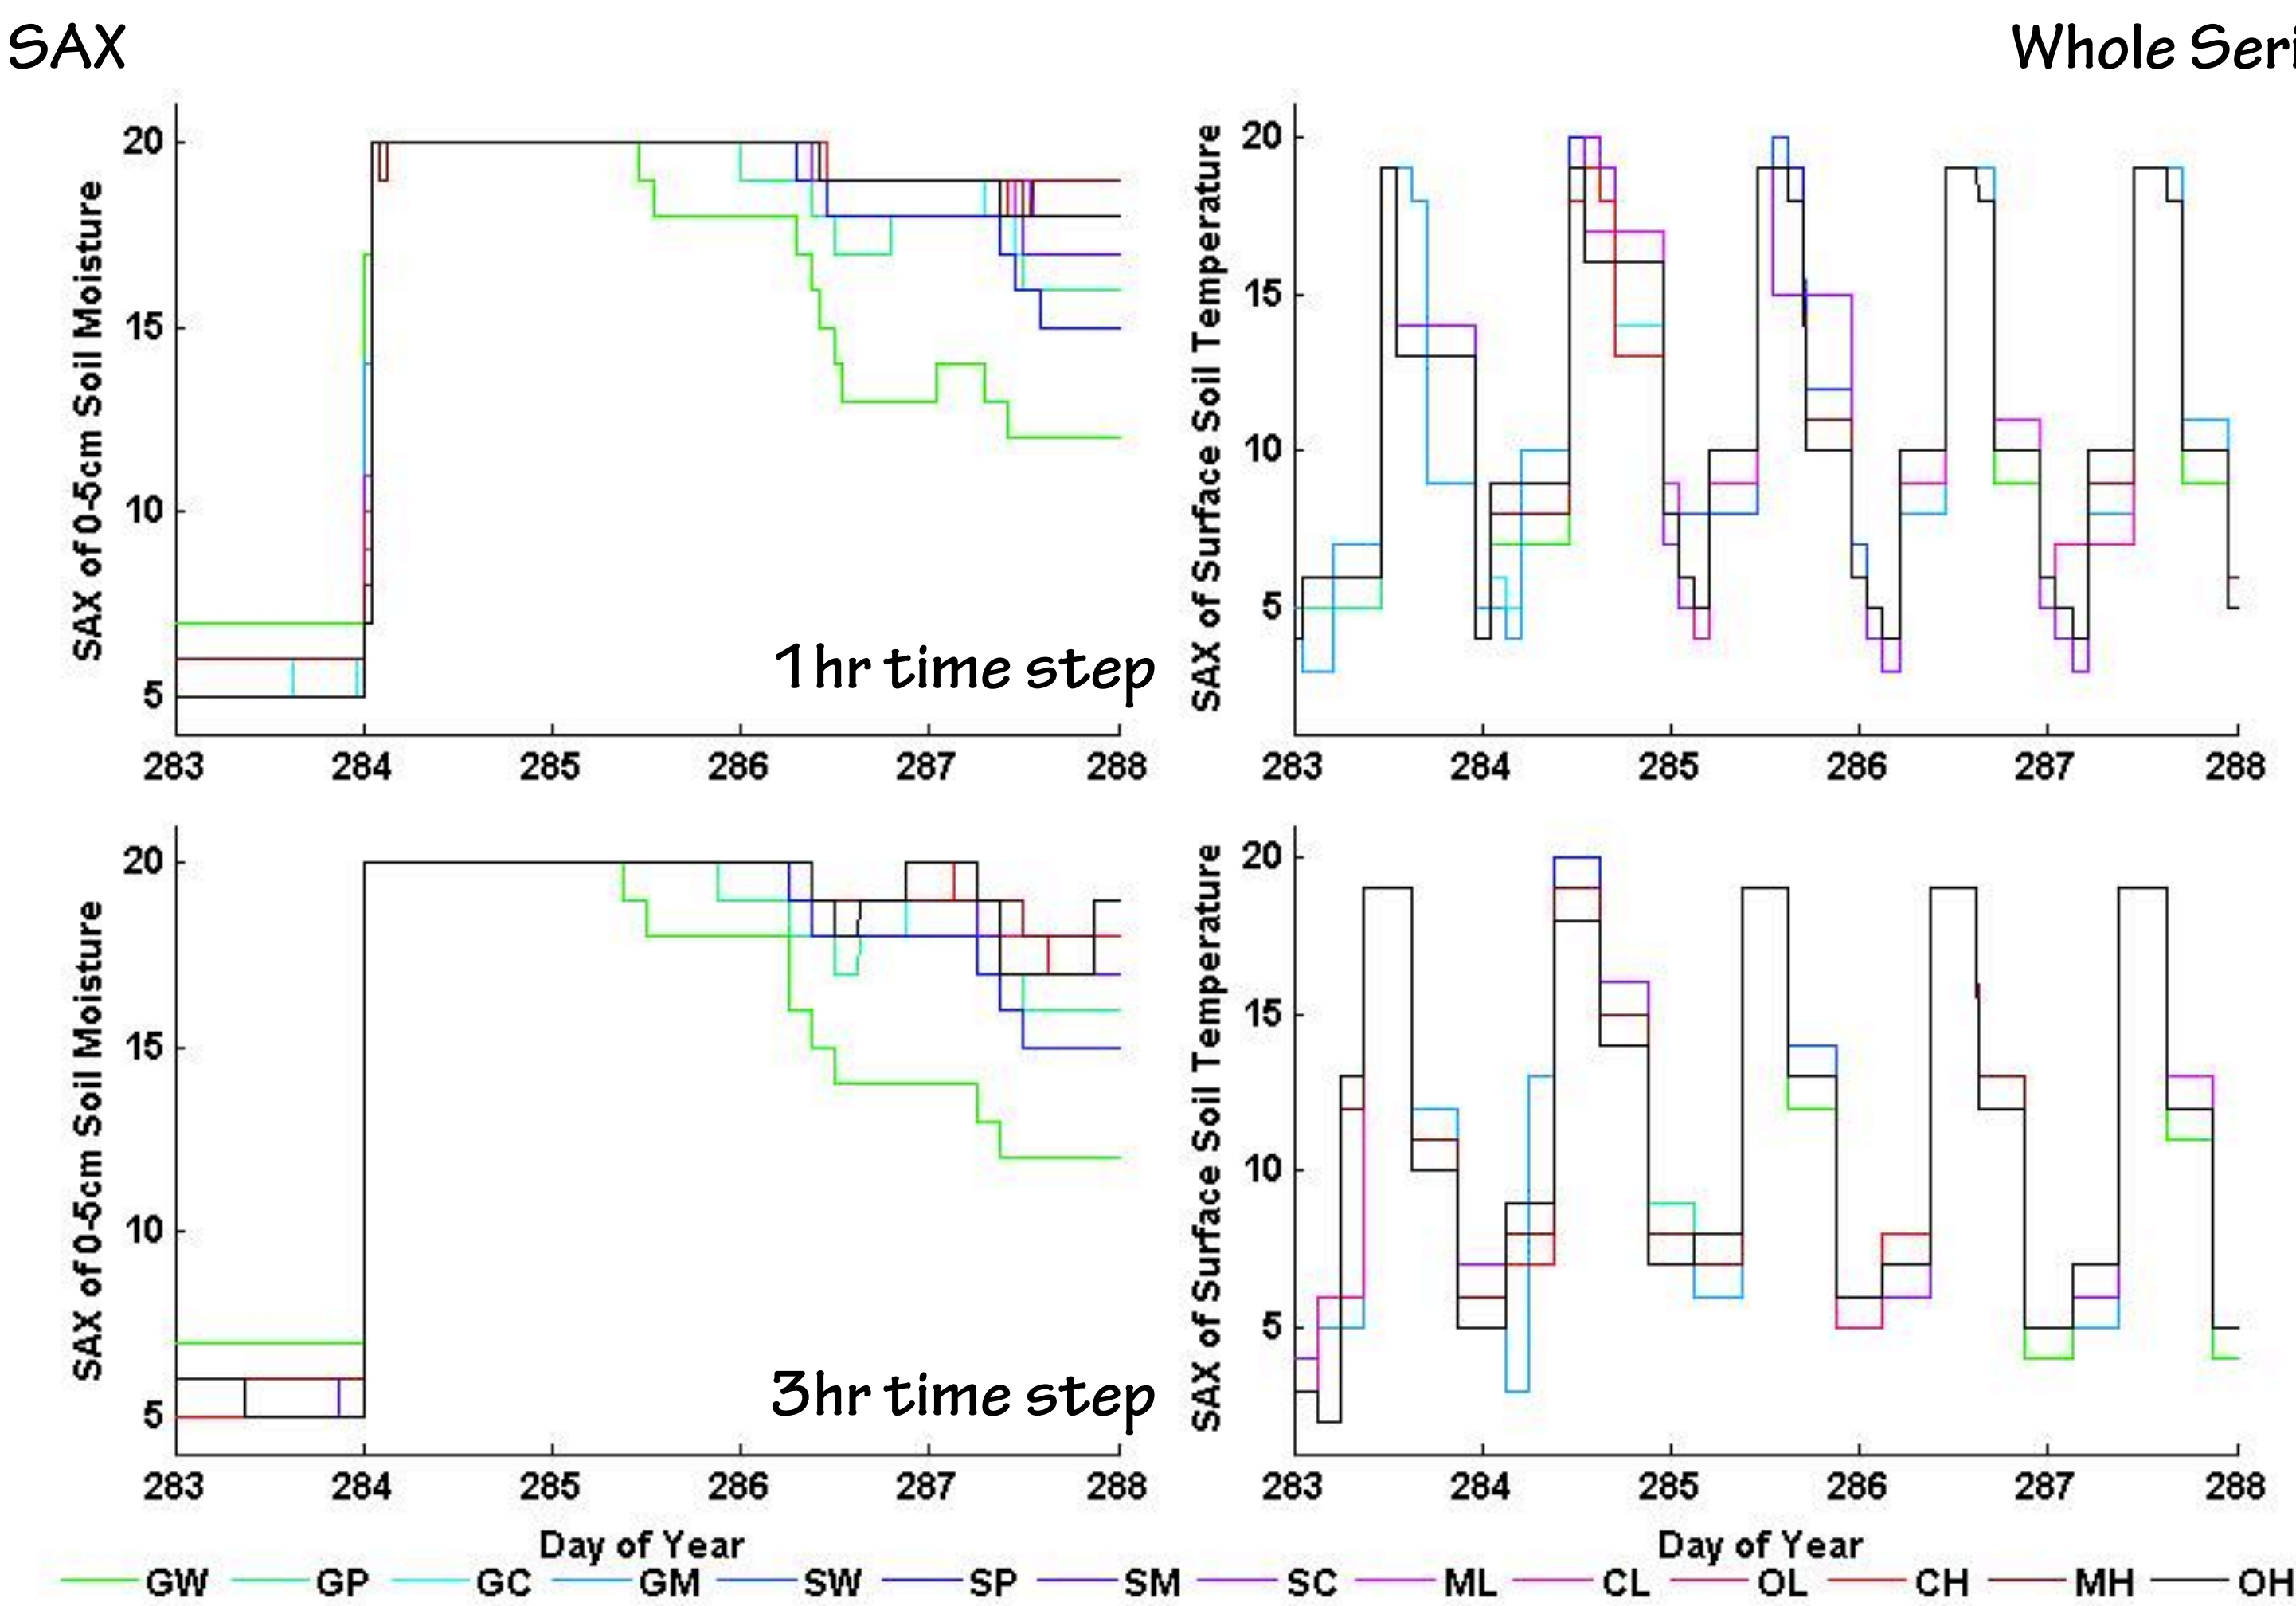 SAX
Whole Seri
SAX of 0-5cm Soil Moisture
20
15
10
5
283 284 285 286 287 288
1hr time step
SAX of Surface Soil Temperature
20
15
10
5
283 284 285 286 287 288
SAX of 0-5cm Soil Moisture
20
15
10
5
283 284 285 286 287 288
3hr time step
Day of Year
SAX of Surface Soil Temperature
20
15
10
5
283 284 285 286 287 288
Day of Year
GW GP GC GM SW SP SM SC ML CL OL CH MH OH